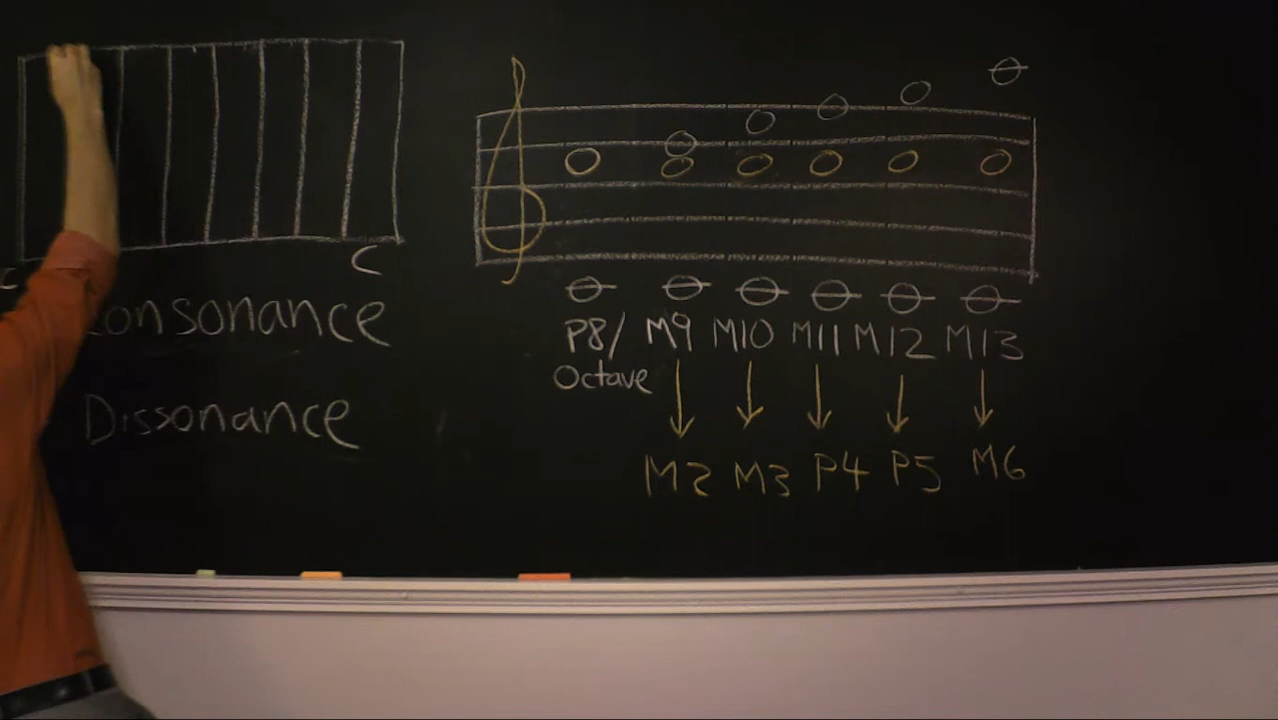 C C
Consonance
Dissonance
P8/ M9 M10 M11 M12 M13
Octave
M2 M3 P4 P5 M6